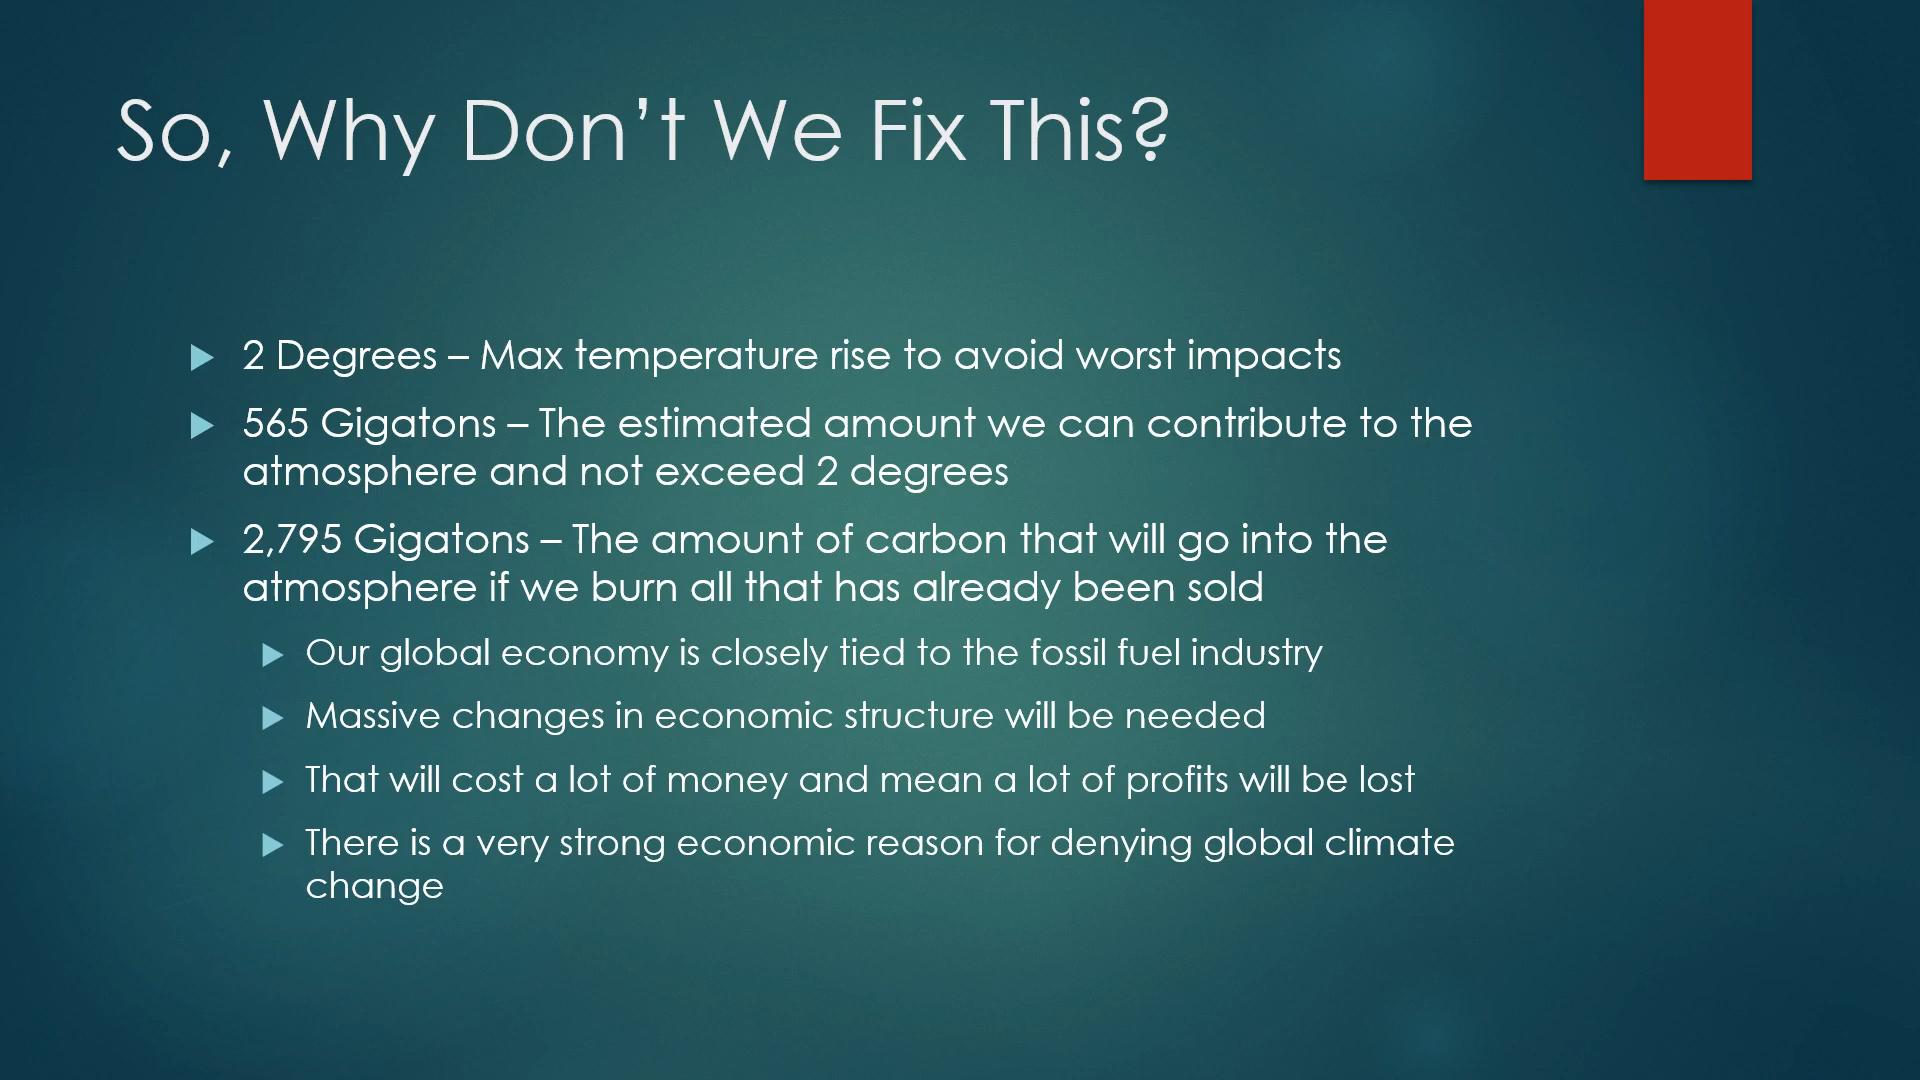 So, Why Don’t We Fix This?
2 Degrees – Max temperature rise to avoid worst impacts
565 Gigatons – The estimated amount we can contribute to the
atmosphere and not exceed 2 degrees
2,795 Gigatons – The amount of carbon that will go into the
atmosphere if we burn all that has already been sold
Our global economy is closely tied to the fossil fuel industry
Massive changes in economic structure will be needed
That will cost a lot of money and mean a lot of profits will be lost
There is a very strong economic reason for denying global climate
change